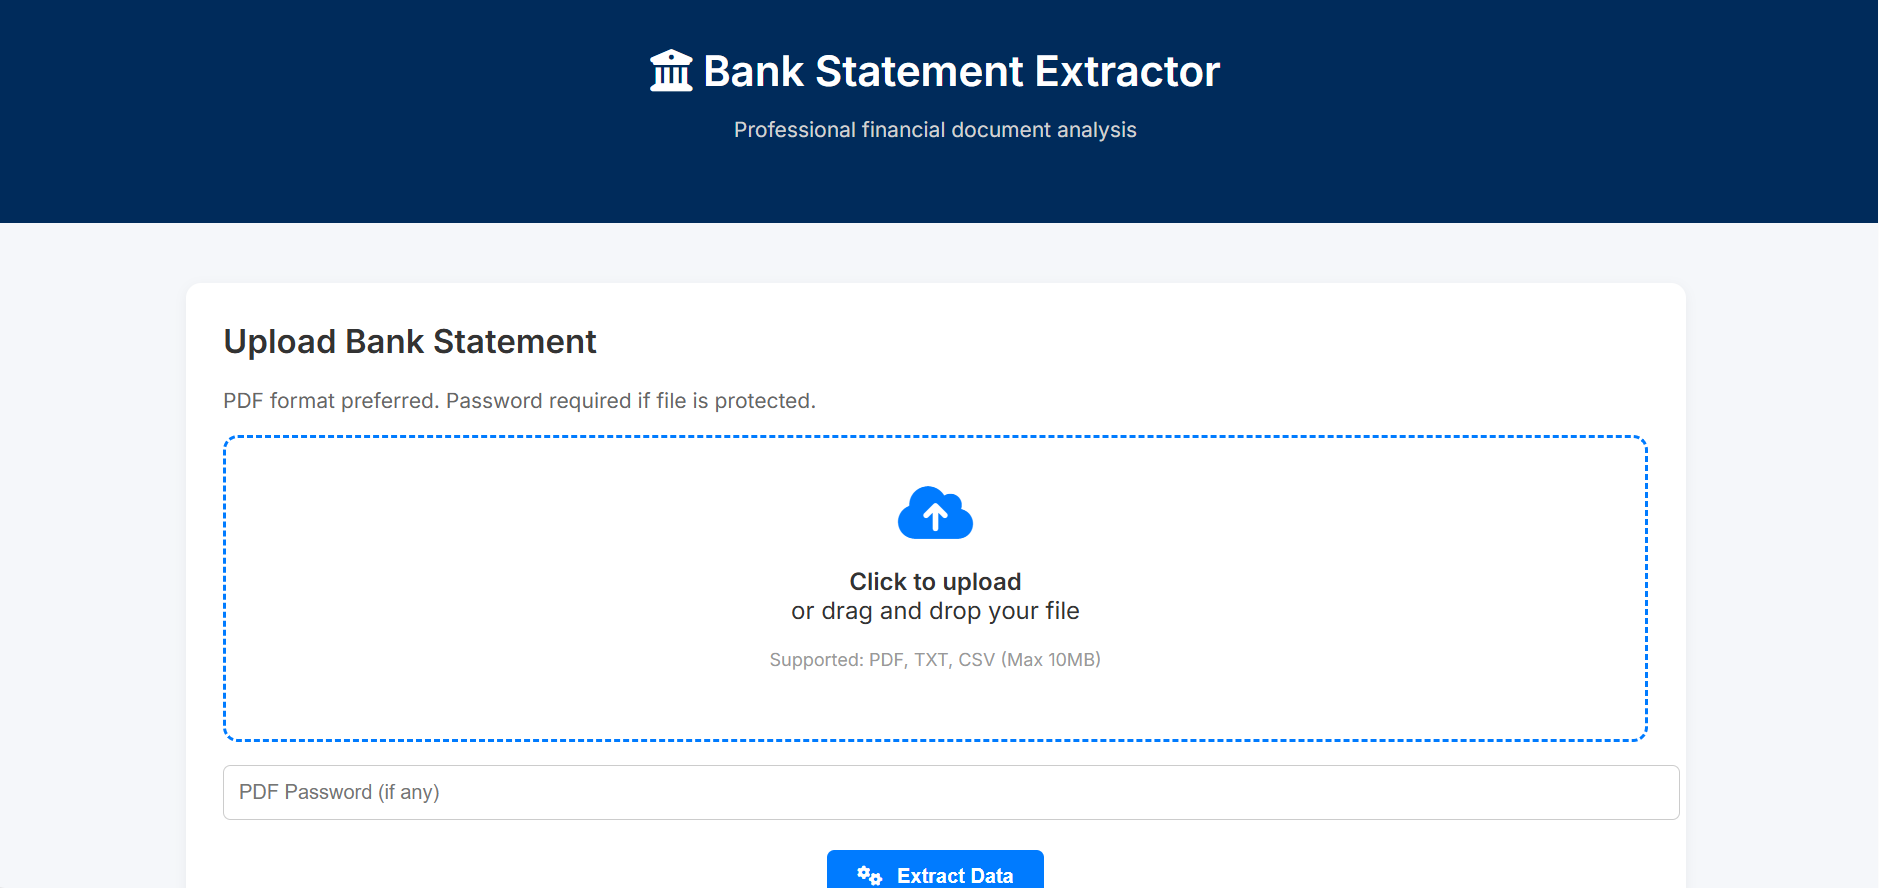 Bank Statement Extractor
Professional financial document analysis
Upload Bank Statement
PDF format preferred. Password required if file is protected.
Click to upload
or drag and drop your file
Supported: PDF, TXT, CSV (Max 10MB)
PDF Password (if any)
Extract Data